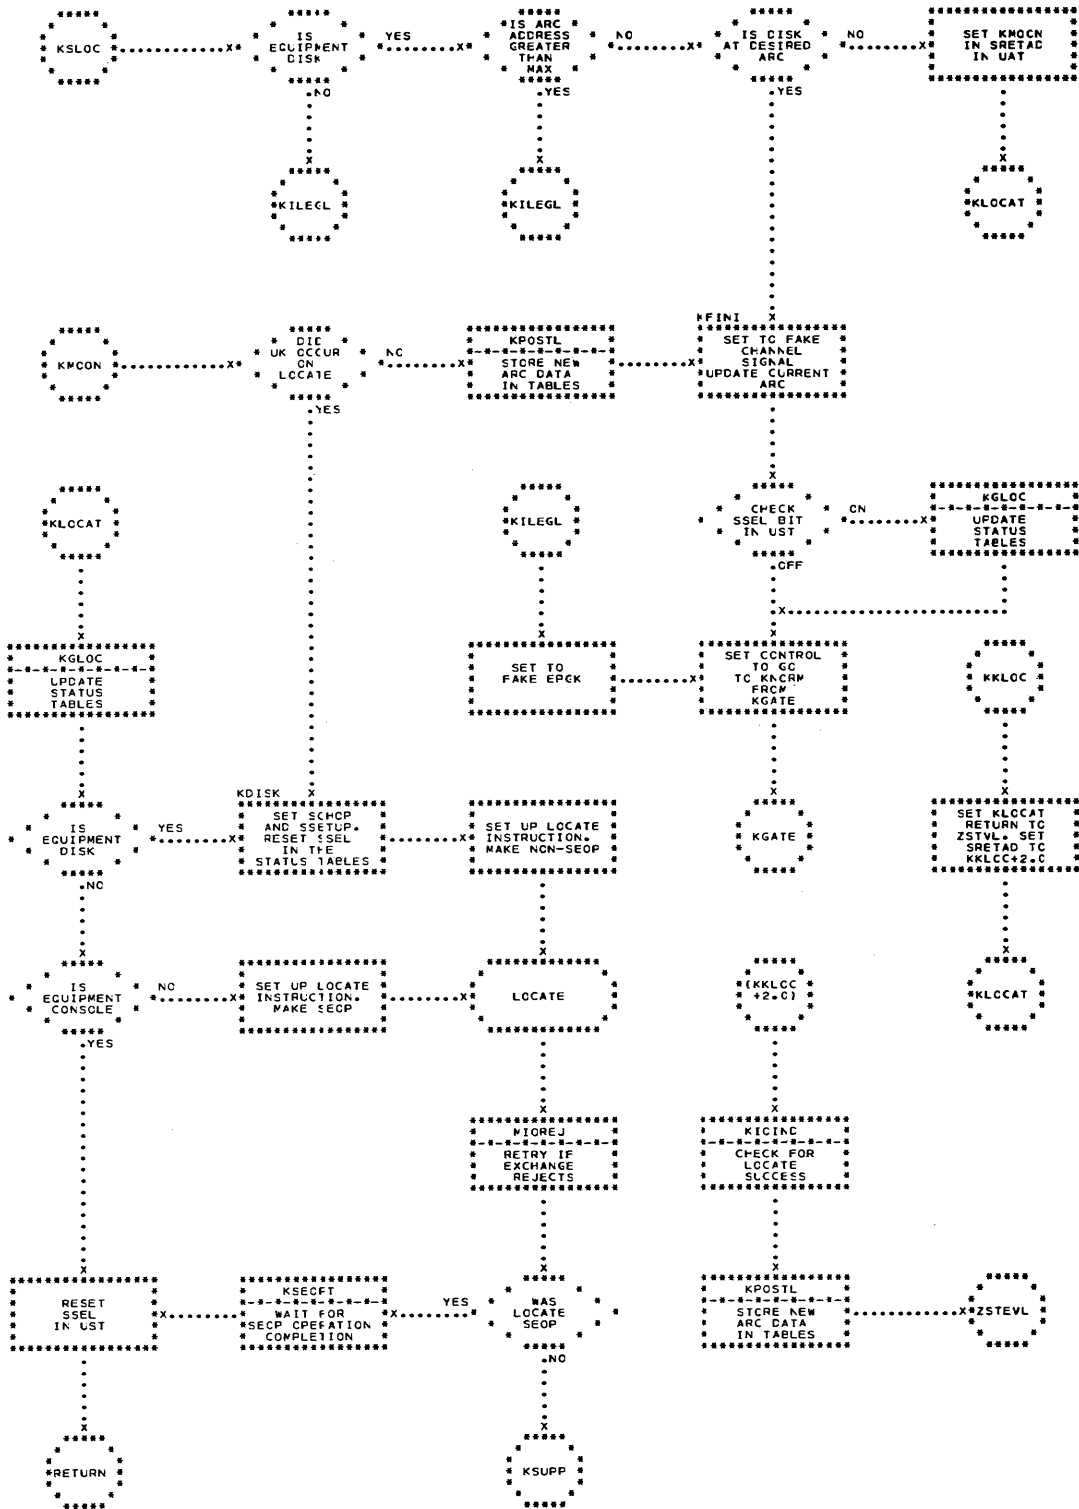 KSLOC
IS
EQUIPMENT
DISK
YES
NO
IS ARC
ADDRESS
GREATER
THAN
MAX
NO
YES
IS DISK
AT DESIRED
ARC
NO
YES
SET KMOCN
IN SRETAD
IN UAT
KILEGL
KILEGL
KLOCAT
KMCON
DID
UK OCCUR
ON
LOCATE
NO
YES
KPOSTL
STORE NEW
ARC DATA
IN TABLES
KFINI
SET TO FAKE
CHANNEL
SIGNAL
UPDATE CURRENT
ARC
KLOCAT
KILEGL
CHECK
SSEL BIT
IN UST
ON
OFF
KGLOC
UPDATE
STATUS
TABLES
KGLOC
UPDATE
STATUS
TABLES
SET TO
FAKE EPGK
SET CONTROL
TO GO
TO KNORM
FROM
KGATE
KKLOC
IS
EQUIPMENT
DISK
YES
NO
KDISK
SET SCHOP
AND SSETUP.
RESET SSEL
IN THE
STATUS TABLES
SET UP LOCATE
INSTRUCTION.
MAKE NON-SEOP
KGATE
SET KLOCAT
RETURN TO
ZSTVL. SET
SRETAD TO
KKLCC+2.0
IS
EQUIPMENT
CONSOLE
NO
YES
SET UP LOCATE
INSTRUCTION.
MAKE SEOP
LOCATE
(KKLCC
+2.0)
KLOCAT
MIOREJ
RETRY IF
EXCHANGE
REJECTS
KICIND
CHECK FOR
LOCATE
SUCCESS
RESET
SSEL
IN UST
KSECFT
WAIT FOR
SEOP OPERATION
COMPLETION
YES
WAS
LOCATE
SEOP
NO
KPOSTL
STORE NEW
ARC DATA
IN TABLES
ZSTEVL
RETURN
KSUPP